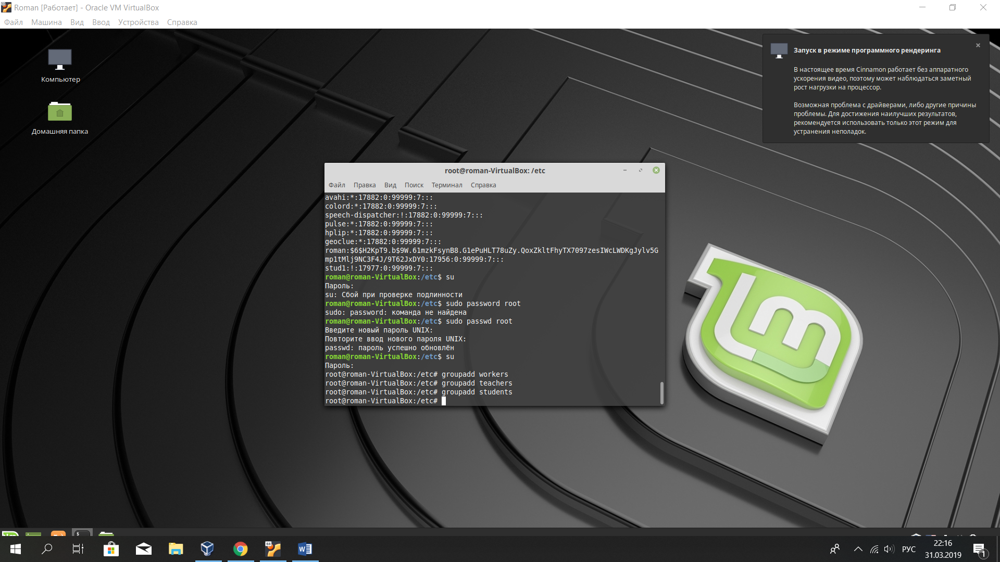 Roman [Работает] - Oracle VM VirtualBox
Файл Машина Вид Ввод Устройства Справка
Компьютер
Домашняя папка
Запуск в режиме программного рендеринга
В настоящее время Cinnamon работает без аппаратного
ускорения видео, поэтому может наблюдаться заметный
рост нагрузки на процессор.
Возможная проблема с драйверами, либо другие причины
проблемы. Для достижения наилучших результатов,
рекомендуется использовать только этот режим для
устранения неполадок.
root@roman-VirtualBox: /etc
Файл Правка Вид Поиск Терминал Справка
avahi:*:17882:0:99999:7:::
colord:*:17882:0:99999:7:::
speech-dispatcher:!:17882:0:99999:7:::
pulse:*:17882:0:99999:7:::
hplip:*:17882:0:99999:7:::
geoclue:*:17882:0:99999:7:::
roman:$6$H2KpT9.b$9W.61mzkFsynB8.G1ePuHLT78uZy.QoxZkltFhyTX7097zesIWcLWDKgJylv5G
mp1tMlj9NC3F4J/9T62JxDY0:17956:0:99999:7:::
stud1:!:17977:0:99999:7:::
roman@roman-VirtualBox:/etc$ su
Пароль:
su: Сбой при проверке подлинности
roman@roman-VirtualBox:/etc$ sudo password root
sudo: password: команда не найдена
roman@roman-VirtualBox:/etc$ sudo passwd root
Введите новый пароль UNIX:
Повторите ввод нового пароля UNIX:
passwd: пароль успешно обновлён
roman@roman-VirtualBox:/etc$ su
Пароль:
root@roman-VirtualBox:/etc# groupadd workers
root@roman-VirtualBox:/etc# groupadd teachers
root@roman-VirtualBox:/etc# groupadd students
root@roman-VirtualBox:/etc#
64
РУС
22:16
31.03.2019
1